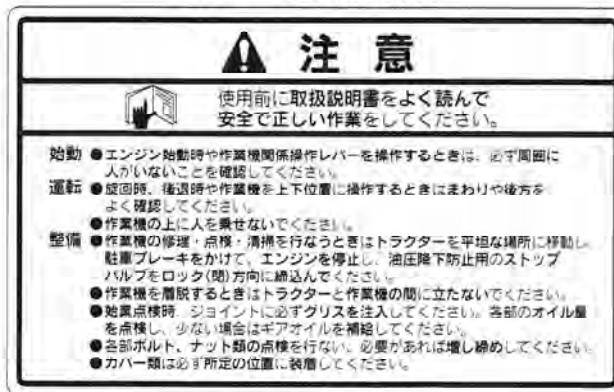 注意
使用前に取扱説明書をよく読んで
安全で正しい作業をしてください。
始動 ●エンジン始動時や作業機関係操作レバーを操作するときは、必ず周囲に
人がいないことを確認してください。
運転 ●旋回時、後退時や作業機を上下位置に操作するときはまわりや後方を
よく確認してください。
●作業機の上に人を乗せないでください。
整備 ●作業機の修理・点検・清掃を行なうときはトラクターを平坦な場所に移動し、
駐車ブレーキをかけて、エンジンを停止し、油圧降下防止用のストップ
バルブをロック(閉)方向に締込んでください。
●作業機を着脱するときはトラクターと作業機の間に立たないでください。
●始業点検時、ジョイントに必ずグリスを注入してください。各部のオイル量
を点検し、少ない場合はギアオイルを補給してください。
●各部ボルト、ナット類の点検を行ない、必要があれば増し締めしてください。
●カバー類は必ず所定の位置に装着してください。